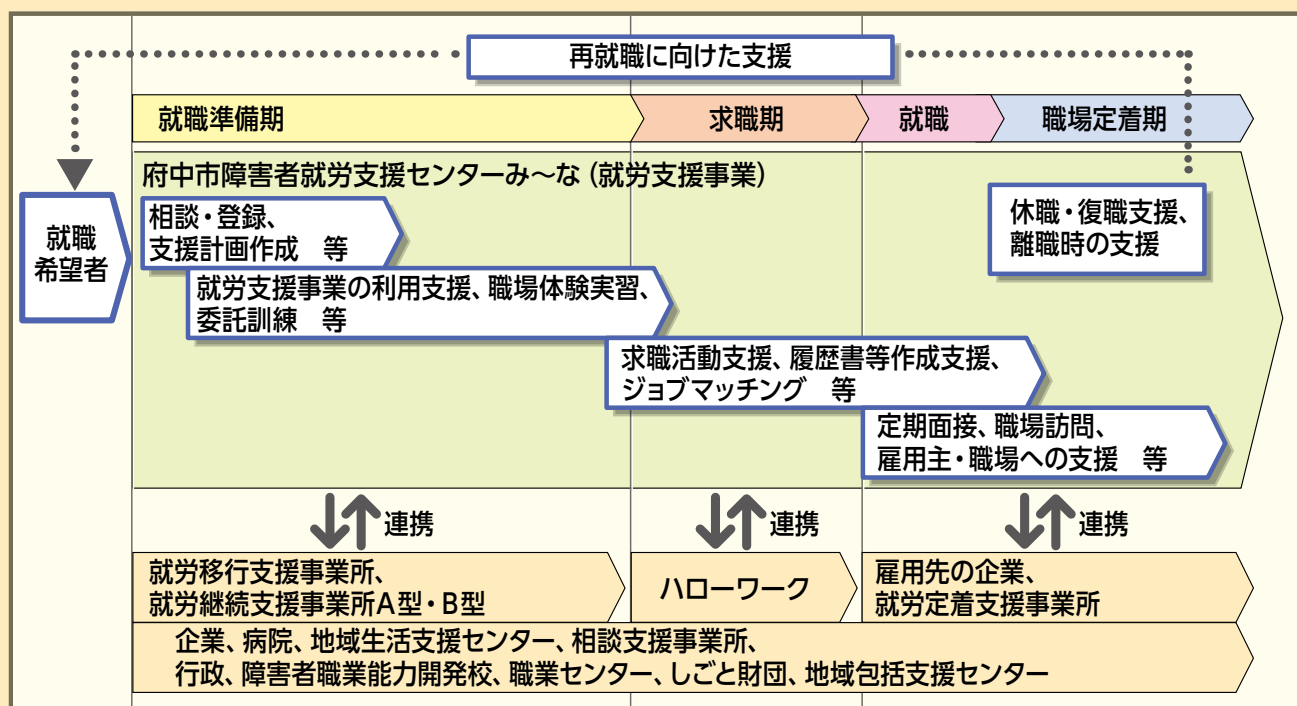 再就職に向けた支援
就職準備期
求職期
就職
職場定着期
府中市障害者就労支援センターみ～な（就労支援事業）
就職
希望者
相談・登録、
支援計画作成　等
休職・復職支援、
離職時の支援
就労支援事業の利用支援、職場体験実習、
委託訓練　等
求職活動支援、履歴書等作成支援、
ジョブマッチング　等
定期面接、職場訪問、
雇用主・職場への支援　等
連携
連携
連携
就労移行支援事業所、
就労継続支援事業所A型・B型
ハローワーク
雇用先の企業、
就労定着支援事業所
企業、病院、地域生活支援センター、相談支援事業所、
行政、障害者職業能力開発校、職業センター、しごと財団、地域包括支援センター